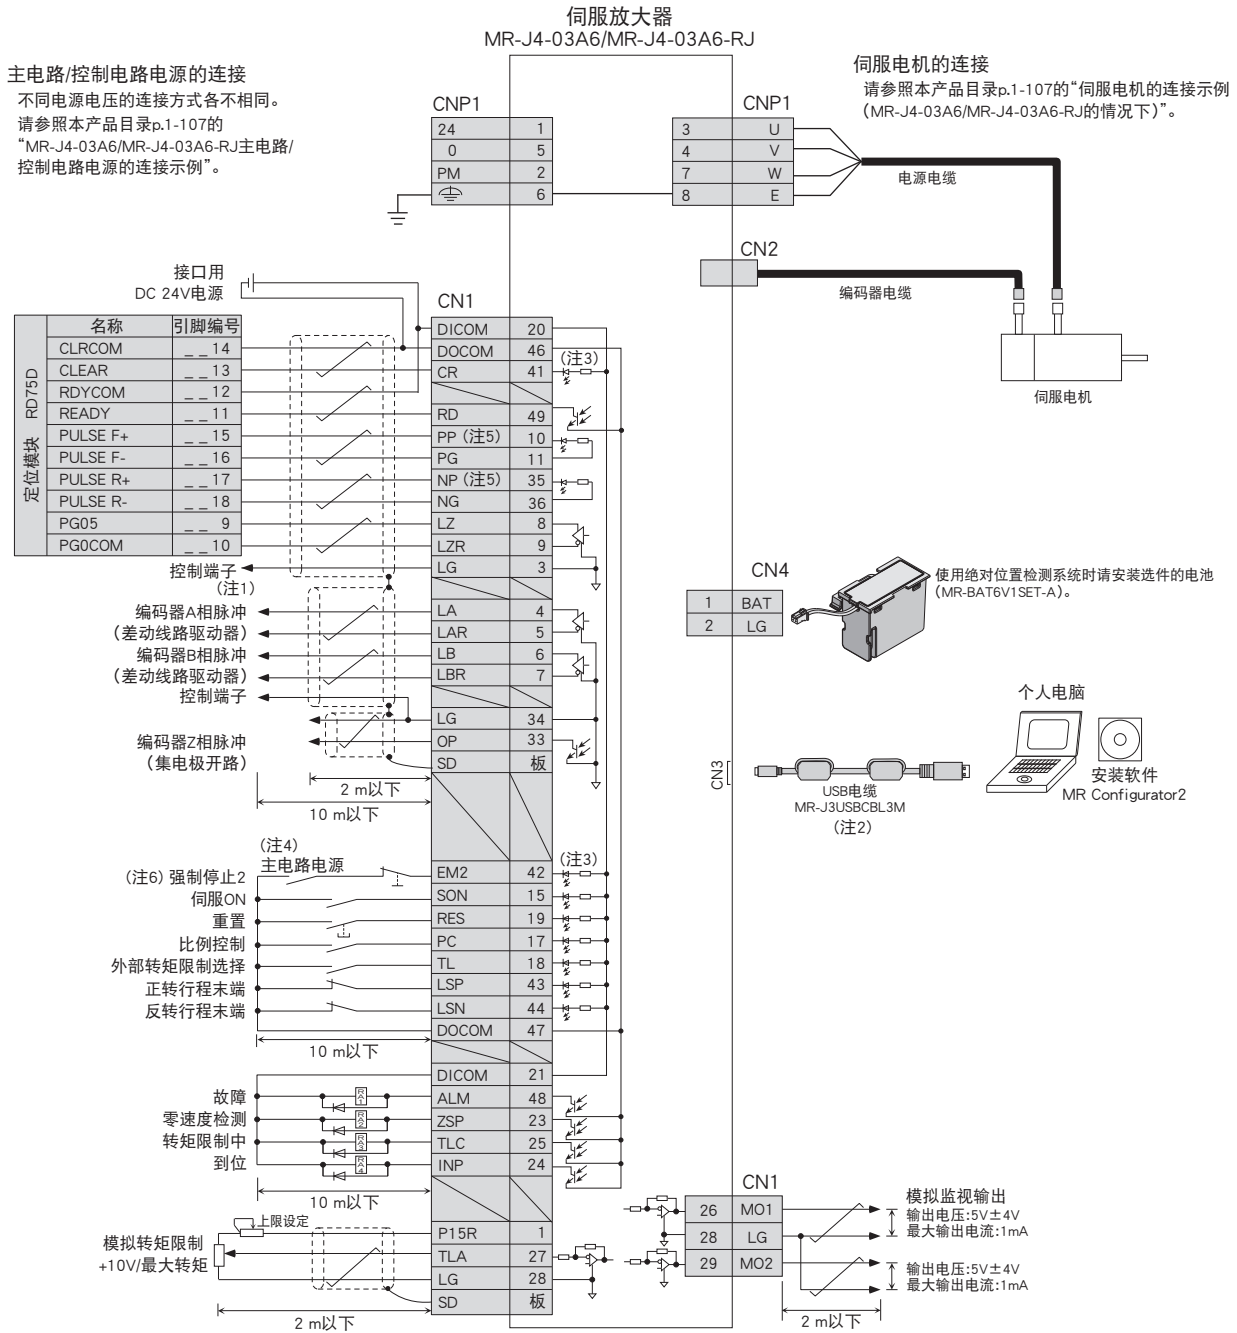 伺服放大器
MR-J4-03A6/MR-J4-03A6-RJ
主电路/控制电路电源的连接
不同电源电压的连接方式各不相同。
请参照本产品目录p.1-107的
“MR-J4-03A6/MR-J4-03A6-RJ主电路/
控制电路电源的连接示例”。
伺服电机的连接
请参照本产品目录p.1-107的“伺服电机的连接示例
(MR-J4-03A6/MR-J4-03A6-RJ的情况下)”。
CNP1
24 1
0 5
PM 2
6
CNP1
3 U
4 V
7 W
8 E
电源电缆
CN2
编码器电缆
伺服电机
接口用
DC 24V电源
CN1
定位模块 RD75D
名称 引脚编号
CLRCOM _ _ 14
CLEAR _ _ 13
RDYCOM _ _ 12
READY _ _ 11
PULSE F+ _ _ 15
PULSE F- _ _ 16
PULSE R+ _ _ 17
PULSE R- _ _ 18
PG05 _ _ 9
PG0COM _ _ 10
DICOM 20
DOCOM 46
CR 41
(注3)
RD 49
PP (注5) 10
PG 11
NP (注5) 35
NG 36
LZ 8
LZR 9
控制端子 LG 3
(注1)
编码器A相脉冲 LA 4
(差动线路驱动器) LAR 5
编码器B相脉冲 LB 6
(差动线路驱动器) LBR 7
控制端子
LG 34
编码器Z相脉冲 OP 33
(集电极开路) SD 板
2 m以下
10 m以下
CN4
1 BAT
2 LG
使用绝对位置检测系统时请安装选件的电池
(MR-BAT6V1SET-A)。
个人电脑
CN3
USB电缆
MR-J3USBCBL3M
(注2)
安装软件
MR Configurator2
(注4)
主电路电源
(注3)
(注6) 强制停止2 EM2 42
伺服ON SON 15
重置 RES 19
比例控制 PC 17
外部转矩限制选择 TL 18
正转行程末端 LSP 43
反转行程末端 LSN 44
DOCOM 47
10 m以下
DICOM 21
故障 RA1 ALM 48
零速度检测 RA2 ZSP 23
转矩限制中 RA3 TLC 25
到位 RA4 INP 24
10 m以下
上限设定
模拟转矩限制
+10V/最大转矩
P15R 1
TLA 27
LG 28
SD 板
2 m以下
CN1
26 MO1
28 LG
29 MO2
模拟监视输出
输出电压:5V±4V
最大输出电流:1mA
输出电压:5V±4V
最大输出电流:1mA
2 m以下